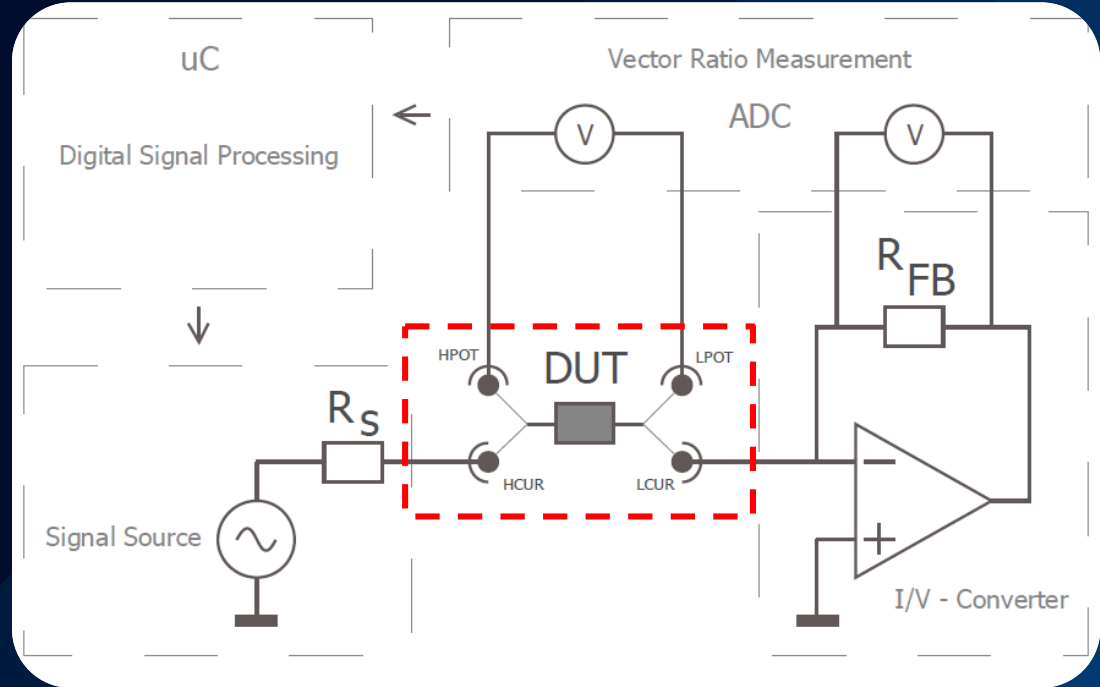 uC
Digital Signal Processing
Vector Ratio Measurement
ADC
V
V
R FB
HPOT
DUT
LPOT
R S
HCUR
LCUR
Signal Source
I/V - Converter